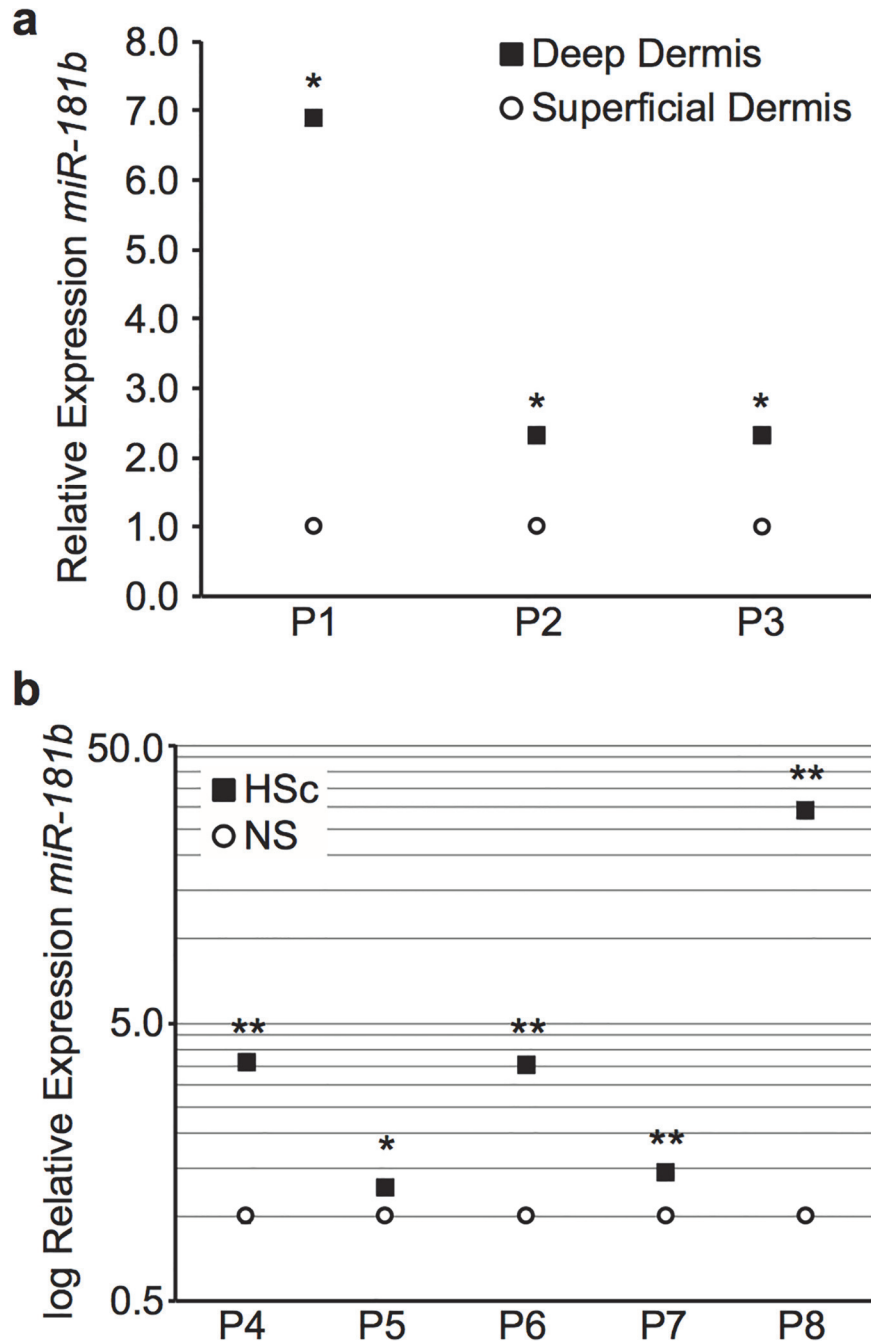 a
Relative Expression miR-181b
8.0
7.0
6.0
5.0
4.0
3.0
2.0
1.0
0.0
Deep Dermis
Superficial Dermis
*
*
*
P1 P2 P3
b
log Relative Expression miR-181b
50.0
5.0
0.5
HSc
NS
**
**
**
*
**
P4 P5 P6 P7 P8